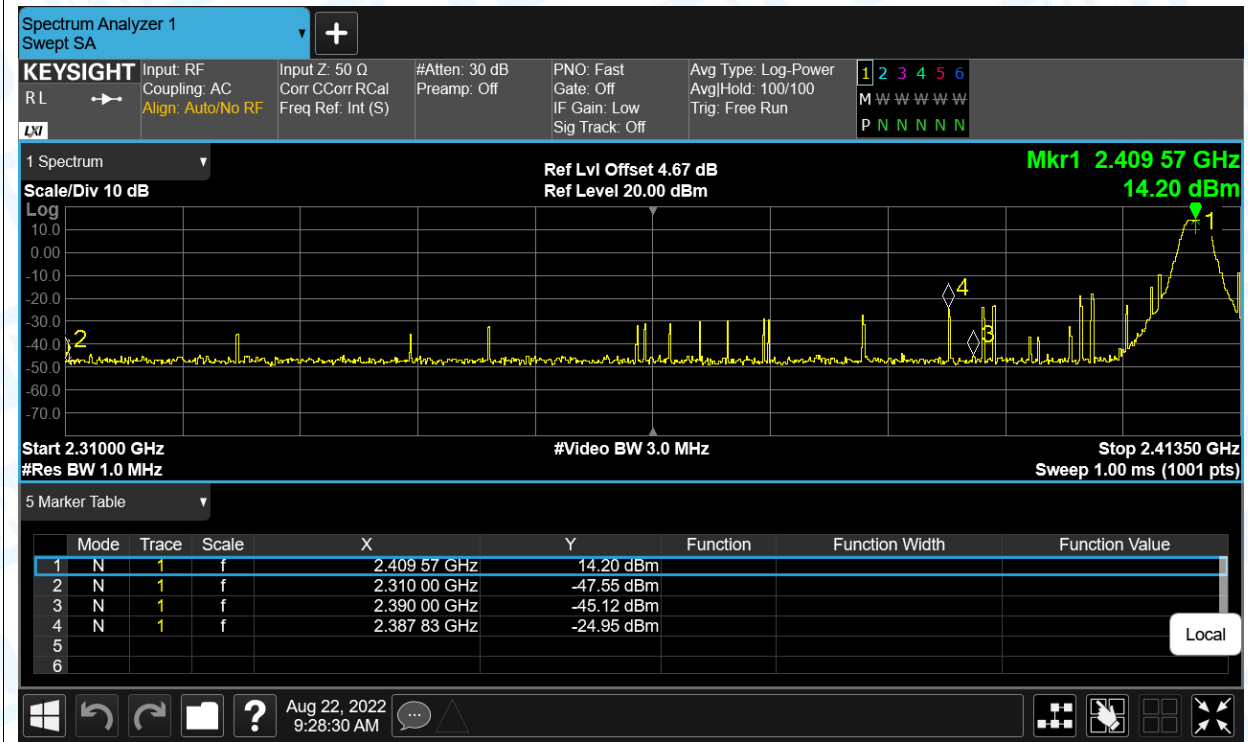 Spectrum Analyzer 1
Swept SA
KEYSIGHT
R L
LXI
Input: RF
Coupling: AC
Align: Auto/No RF
Input Z: 50 Ω
Corr CCorr RCal
Freq Ref: Int (S)
#Atten: 30 dB
Preamp: Off
PNO: Fast
Gate: Off
IF Gain: Low
Sig Track: Off
Avg Type: Log-Power
Avg|Hold: 100/100
Trig: Free Run
1 2 3 4 5 6
M W W W W W
P N N N N N
1 Spectrum
Scale/Div 10 dB
Ref Lvl Offset 4.67 dB
Ref Level 20.00 dBm
Mkr1 2.409 57 GHz
14.20 dBm
Log
10.0
0.00
-10.0
-20.0
-30.0
-40.0
-50.0
-60.0
-70.0
1
4
3
2
Start 2.31000 GHz
#Res BW 1.0 MHz
#Video BW 3.0 MHz
Stop 2.41350 GHz
Sweep 1.00 ms (1001 pts)
5 Marker Table
Mode Trace Scale X Y Function Function Width Function Value
1 N 1 f 2.409 57 GHz 14.20 dBm
2 N 1 f 2.310 00 GHz -47.55 dBm
3 N 1 f 2.390 00 GHz -45.12 dBm
4 N 1 f 2.387 83 GHz -24.95 dBm
5
6
Local
?
Aug 22, 2022
9:28:30 AM